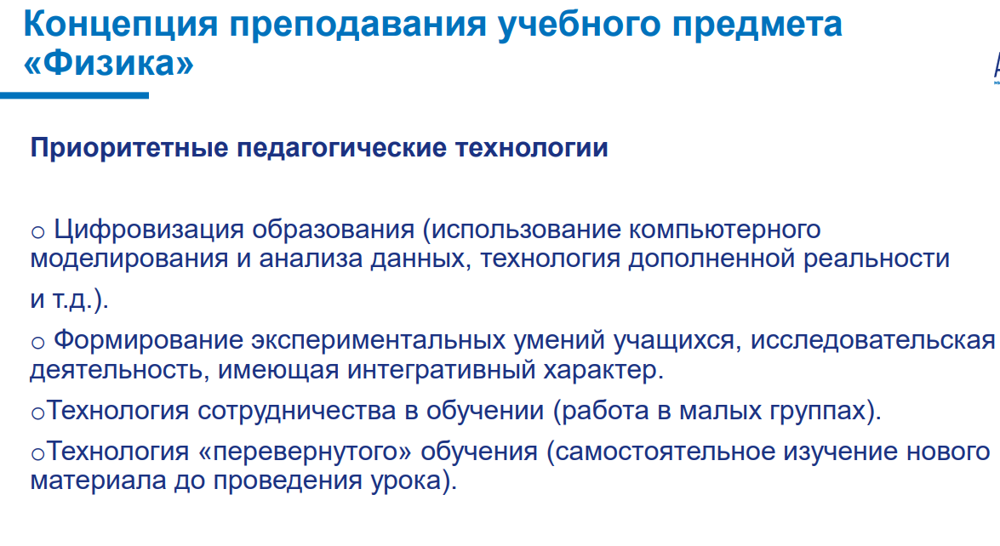 Концепция преподавания учебного предмета
«Физика»
Приоритетные педагогические технологии
○ Цифровизация образования (использование компьютерного
моделирования и анализа данных, технология дополненной реальности
и т.д.).
○ Формирование экспериментальных умений учащихся, исследовательская
деятельность, имеющая интегративный характер.
○Технология сотрудничества в обучении (работа в малых группах).
○Технология «перевернутого» обучения (самостоятельное изучение нового
материала до проведения урока).